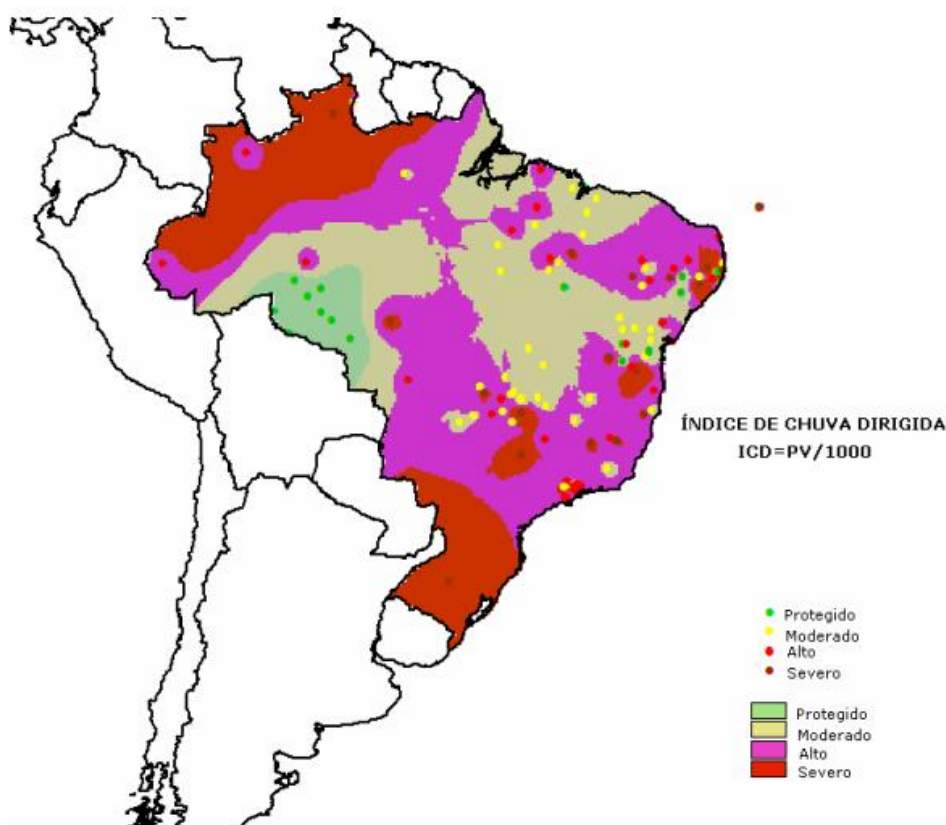 ÍNDICE DE CHUVA DIRIGIDA
ICD=PV/1000
Protegido
Moderado
Alto
Severo
Protegido
Moderado
Alto
Severo